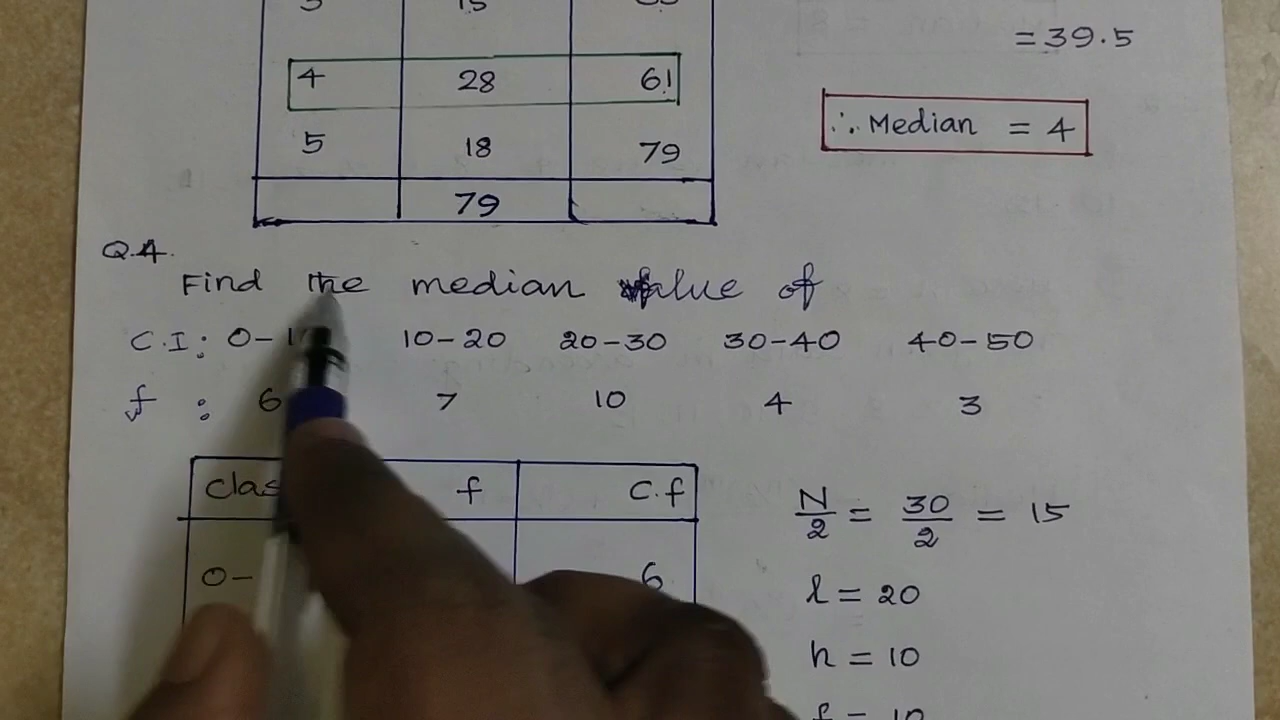 = 39.5
4 28 61
∴ Median = 4
5 18 79
79
Q.4.
Find the median value of
C.I : 0-10 10-20 20-30 30-40 40-50
f : 6 7 10 4 3
f c.f
N/2 = 30/2 = 15
0- 6
l = 20
h = 10
f = 10